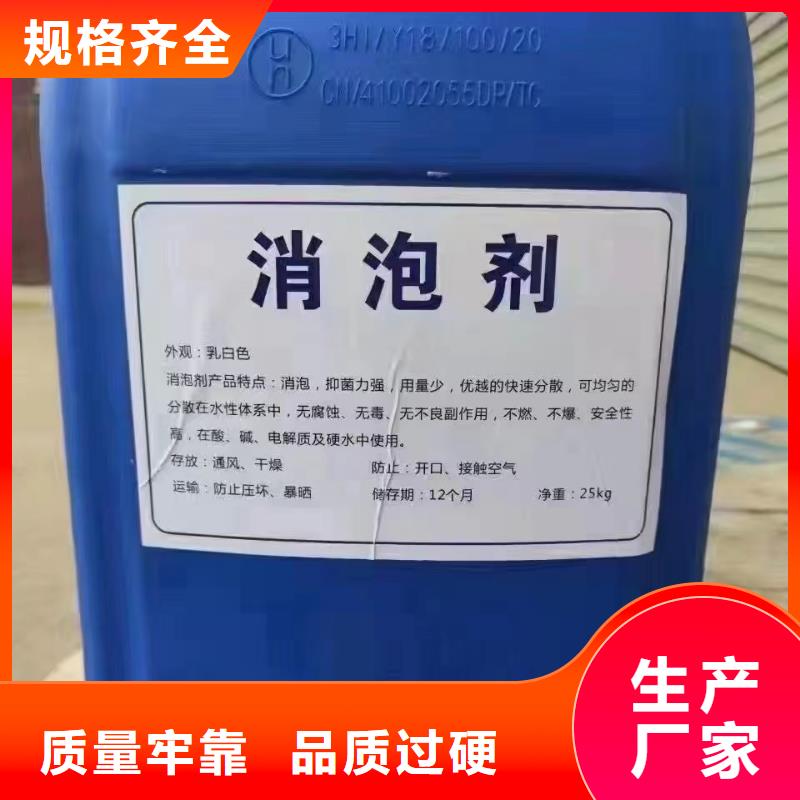 规格齐全
un
3H1/Y18/100/20
CN/41002055DP/TC
消泡剂
外观：乳白色
消泡剂产品特点：消泡，抑菌力强，用量少，优越的快速分散，可均匀的
分散在水性体系中，无腐蚀、无毒、无不良副作用，不燃、不爆、安全性
高，在酸、碱、电解质及硬水中使用。
存放：通风、干燥 防止：开口、接触空气
运输：防止压坏、暴晒 储存期：12个月 净重：25kg
生产
厂家
质量牢靠 品质过硬